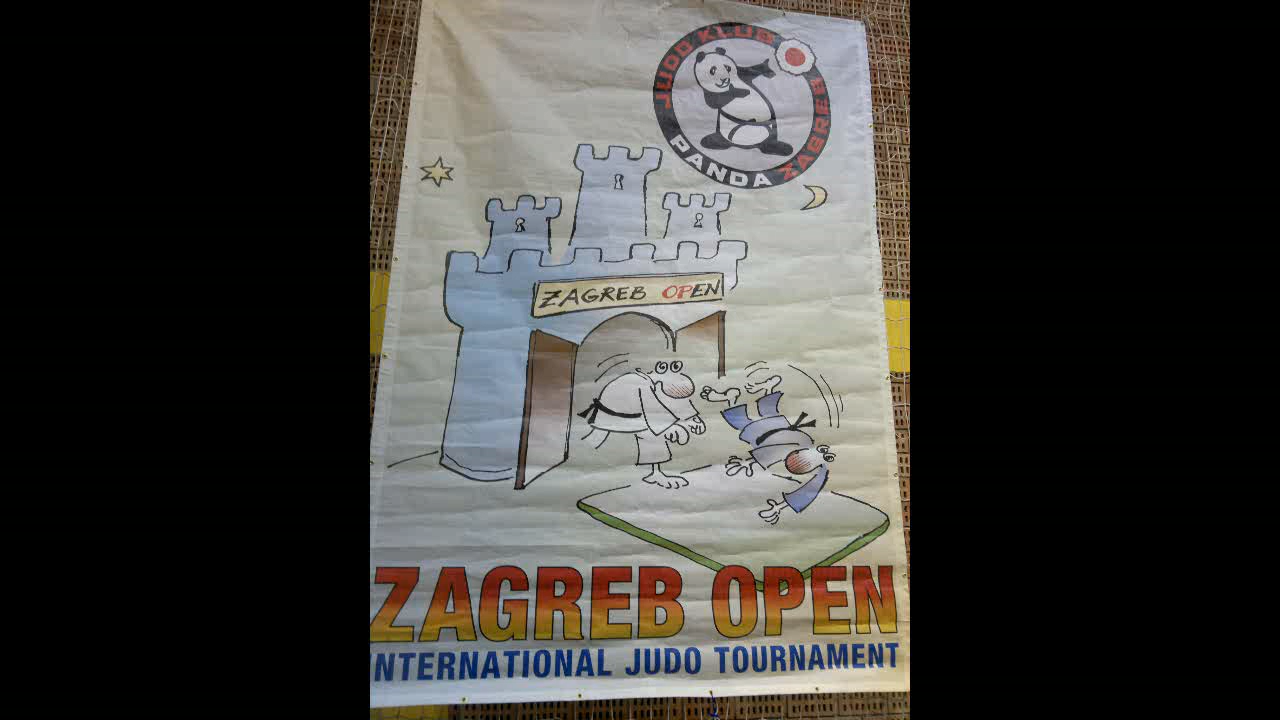 JUDO KLUB
PANDA ZAGREB
ZAGREB OPEN
ZAGREB OPEN
INTERNATIONAL JUDO TOURNAMENT